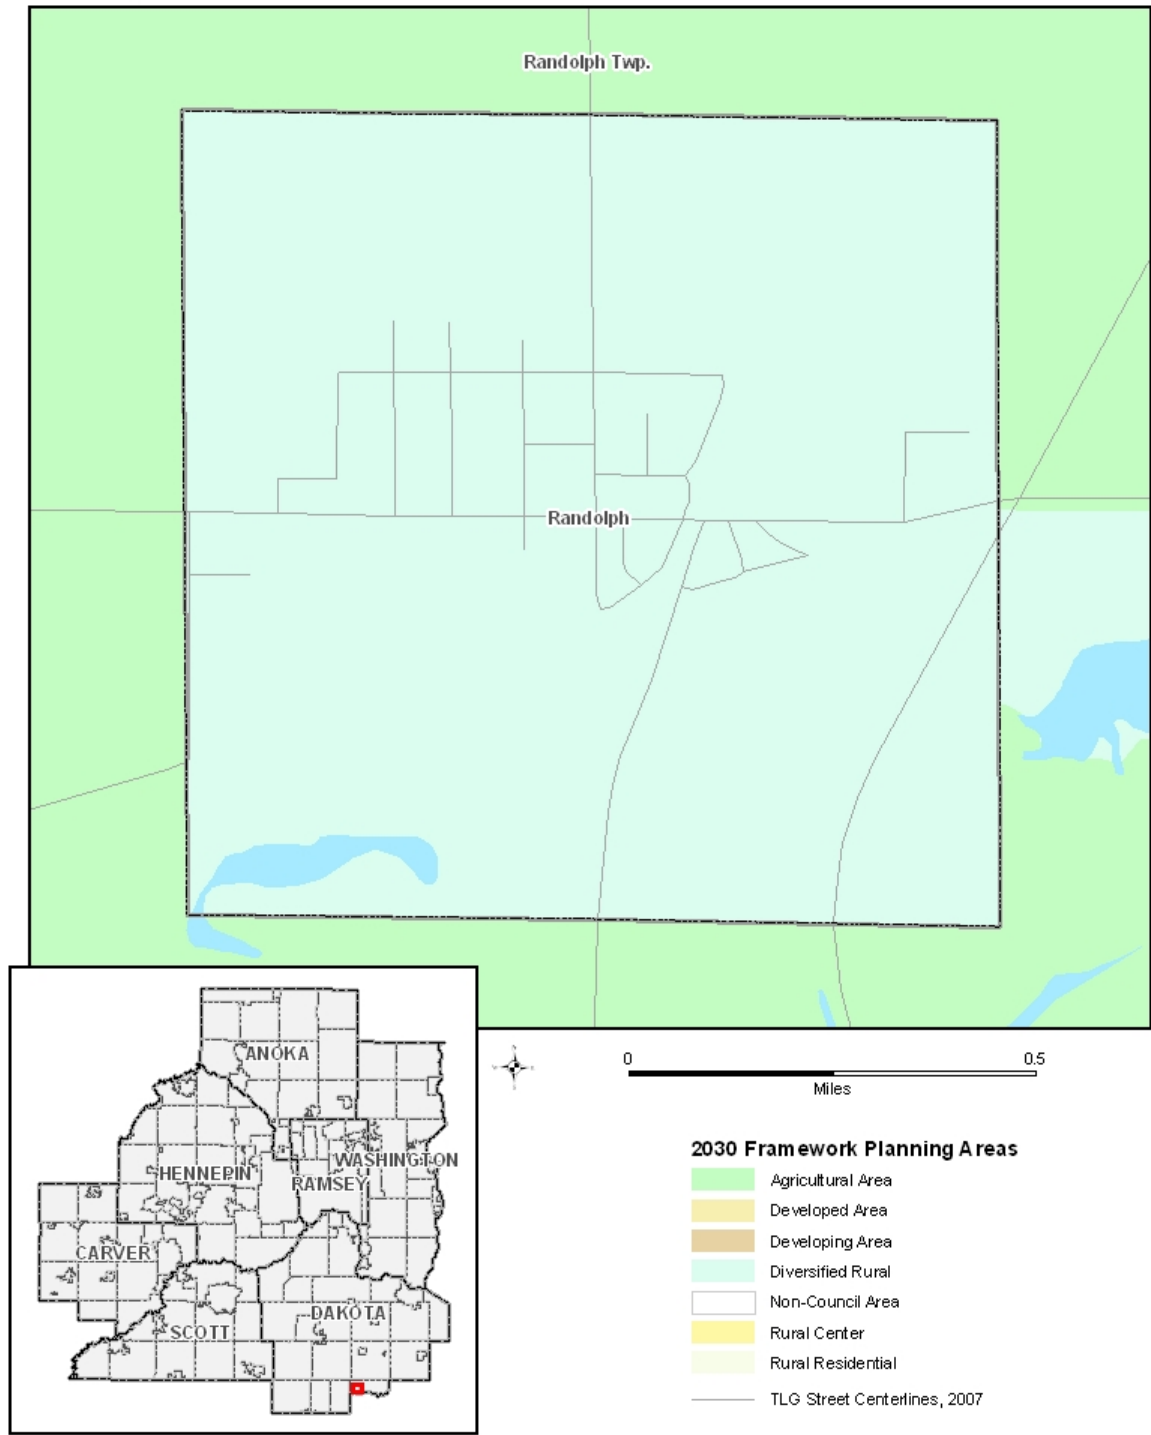 Randolph Twp.
Randolph
0 0.5
Miles
ANOKA
HENNEPIN
WASHINGTON
RAMSEY
CARVER
SCOTT
DAKOTA
2030 Framework Planning Areas
Agricultural Area
Developed Area
Developing Area
Diversified Rural
Non-Council Area
Rural Center
Rural Residential
TLG Street Centerlines, 2007